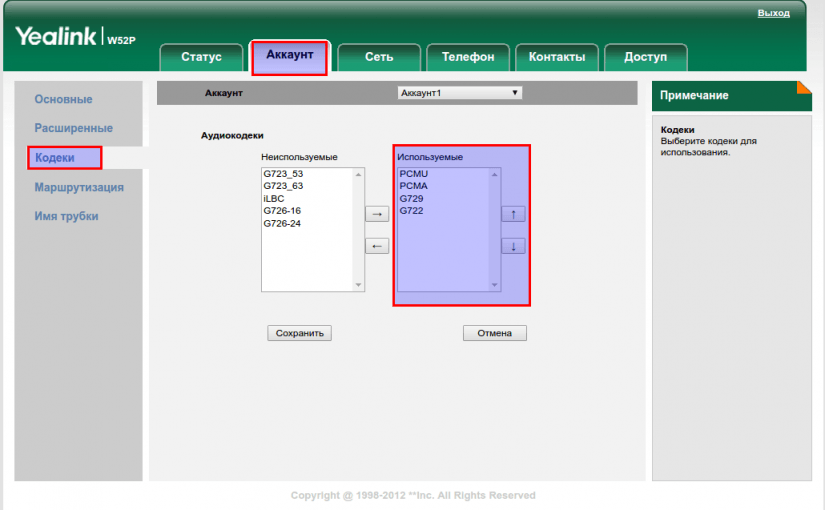 Выход
Yealink W52P
Статус Аккаунт Сеть Телефон Контакты Доступ
Основные
Расширенные
Кодеки
Маршрутизация
Имя трубки
Аккаунт Аккаунт1
Аудиокодеки
Неиспользуемые
G723_53
G723_63
iLBC
G726-16
G726-24
→
←
Используемые
PCMU
PCMA
G729
G722
↑
↓
Сохранить Отмена
Примечание
Кодеки
Выберите кодеки для
использования.
Copyright @ 1998-2012 **Inc. All Rights Reserved